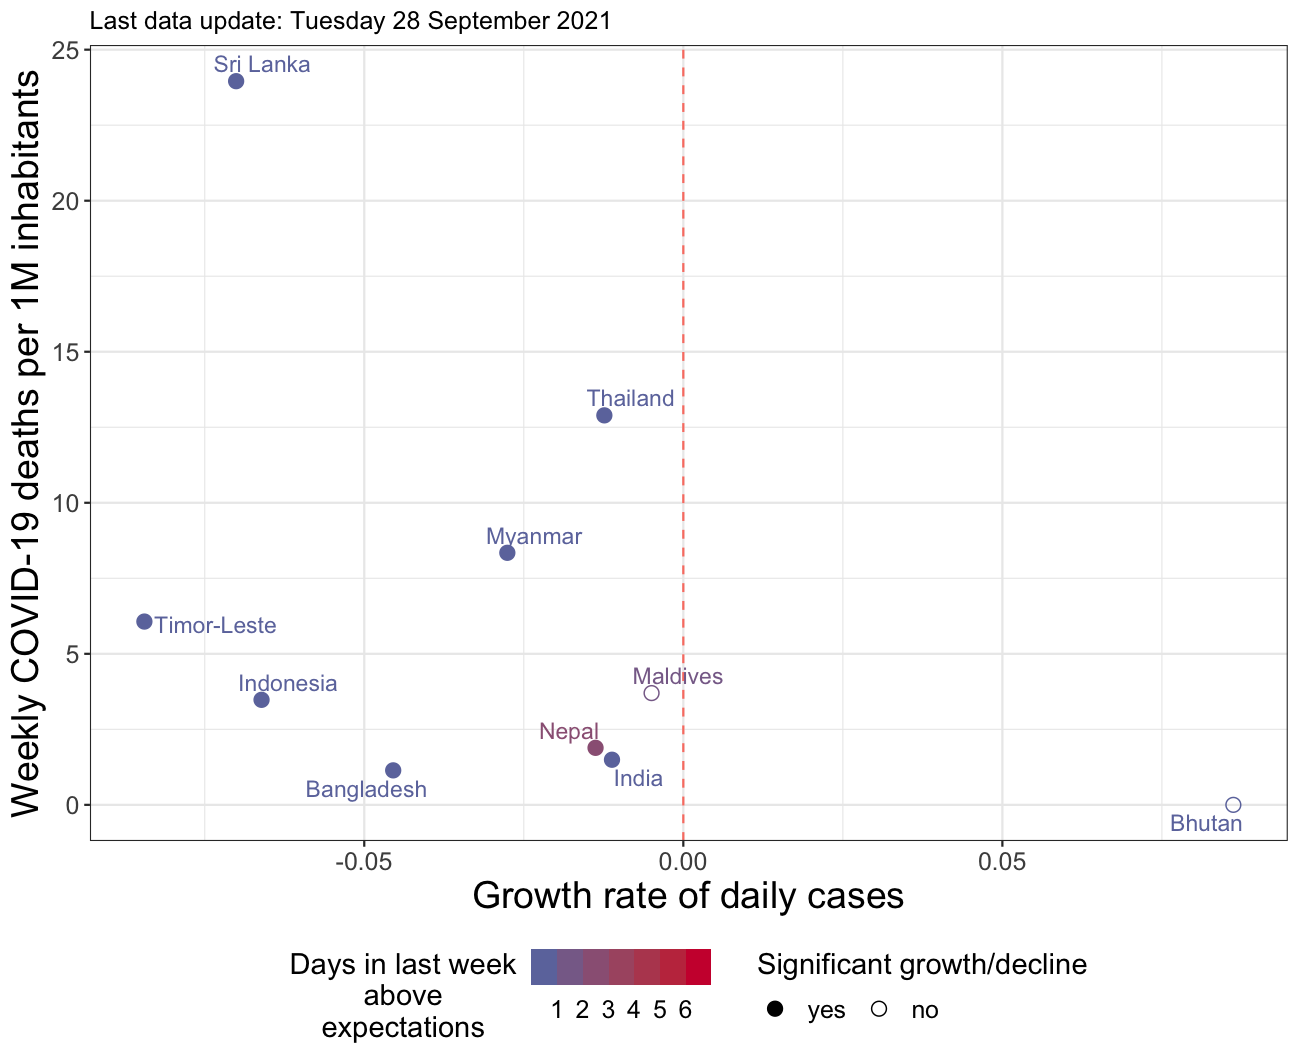 Last data update: Tuesday 28 September 2021
Weekly COVID-19 deaths per 1M inhabitants
25
20
15
10
5
0
Sri Lanka
Thailand
Myanmar
Timor-Leste
Maldives
Indonesia
Nepal
India
Bangladesh
Bhutan
-0.05 0.00 0.05
Growth rate of daily cases
Days in last week
above
expectations
1 2 3 4 5 6
Significant growth/decline
yes no